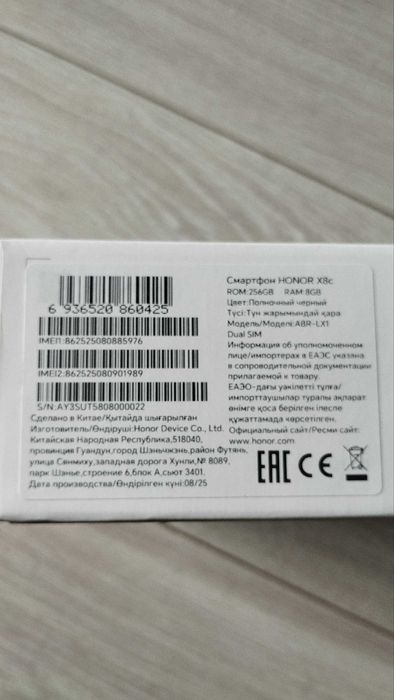 6 936520 860425
IMEI1:862525080885976
IMEI2:862525080901989
S/N:AY3SUT5808000022
Сделано в Китае/Қытайда шығарылған
Изготовитель/Өндіруші:Honor Device Co., Ltd.
Китайская Народная Республика,518040,
провинция Гуандун,город Шэньчжэнь,район Футянь,
улица Сянмиху,западная дорога Хунли,№ 8089,
парк Шэнье,строение 6,блок А,сьют 3401.
Дата производства/Өндірілген күні:08/25
Смартфон HONOR X8c
ROM:256GB RAM:8GB
Цвет:Полночный черный
Түсі:Түн жарымындай қара
Модель/Моделі:ABR-LX1
Dual SIM
Информация об уполномоченном
лице/импортерах в ЕАЭС указана
в сопроводительной документации
прилагаемой к товару.
ЕАЭО-дағы уәкілетті тұлға/
импорттаушылар туралы ақпарат
өнімге қоса берілген ілеспе
құжаттамада көрсетілген.
Официальный сайт/Ресми сайт:
www.honor.com
EAC CE